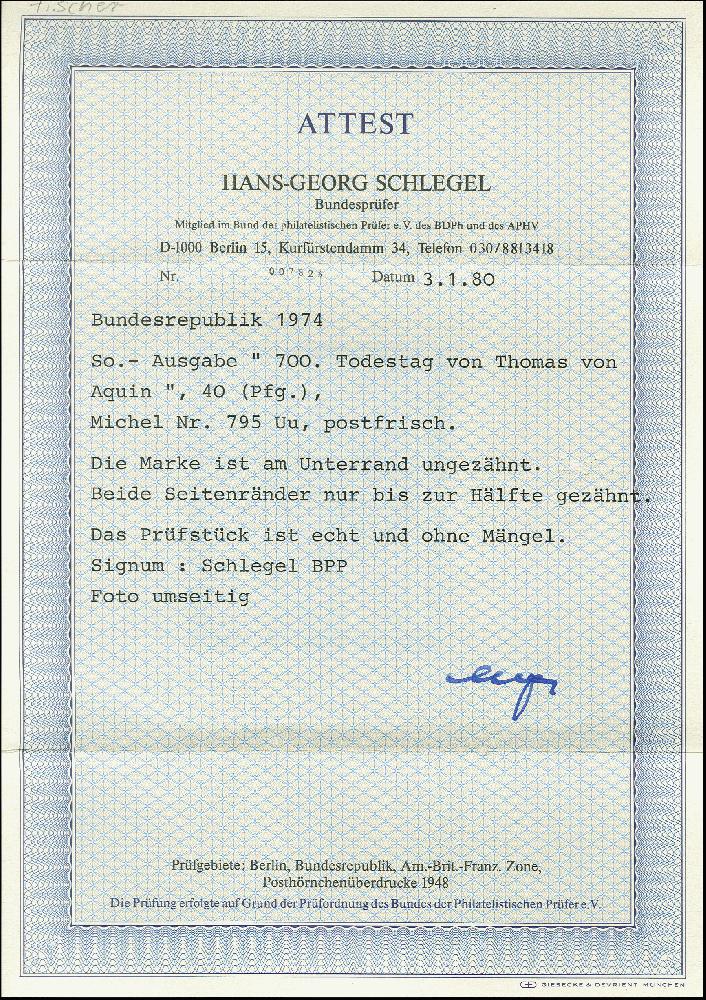 Fischer
ATTEST
HANS-GEORG SCHLEGEL
Bundesprüfer
Mitglied im Bund der philatelistischen Prüfer e.V. des BDPh und des APHV
D-1000 Berlin 15, Kurfürstendamm 34, Telefon 030/8813418
Nr. Datum 3.1.80
Bundesrepublik 1974
So.- Ausgabe " 700. Todestag von Thomas von
Aquin ", 40 (Pfg.),
Michel Nr. 795 Uu, postfrisch.
Die Marke ist am Unterrand ungezähnt.
Beide Seitenränder nur bis zur Hälfte gezähnt.
Das Prüfstück ist echt und ohne Mängel.
Signum : Schlegel BPP
Foto umseitig
Prüfgebiete: Berlin, Bundesrepublik, Am.-Brit.-Franz. Zone,
Posthörnchenüberdrucke 1948
Die Prüfung erfolgte auf Grund der Prüfordnung des Bundes der Philatelistischen Prüfer e.V.
GIESECKE & DEVRIENT MÜNCHEN